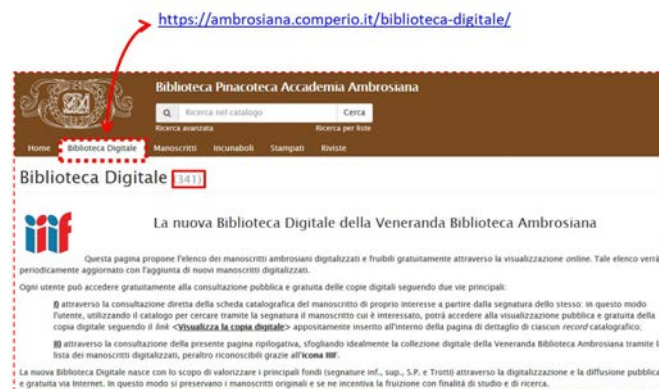 https://ambrosiana.comperio.it/biblioteca-digitale/
Biblioteca Pinacoteca Accademia Ambrosiana
Ricerca nel catalogo Cerca
Ricerca avanzata Ricerca per liste
Home Biblioteca Digitale Manoscritti Incunaboli Stampati Riviste
Biblioteca Digitale (341)
iiif La nuova Biblioteca Digitale della Veneranda Biblioteca Ambrosiana
Questa pagina propone l'elenco dei manoscritti ambrosiani digitalizzati e fruibili gratuitamente attraverso la visualizzazione online. Tale elenco verrà
periodicamente aggiornato con l'aggiunta di nuovi manoscritti digitalizzati.
Ogni utente può accedere gratuitamente alla consultazione pubblica e gratuita delle copie digitali seguendo due vie principali:
I) attraverso la consultazione diretta della scheda catalografica del manoscritto di proprio interesse a partire dalla segnatura dello stesso: in questo modo
l'utente, utilizzando il catalogo per cercare tramite la segnatura il manoscritto cui è interessato, potrà accedere alla visualizzazione pubblica e gratuita della
copia digitale seguendo il link <Visualizza la copia digitale> appositamente inserito all'interno della pagina di dettaglio di ciascun record catalografico;
II) attraverso la consultazione della presente pagina ripilogativa, sfogliando idealmente la collezione digitale della Veneranda Biblioteca Ambrosiana tramite la
lista dei manoscritti digitalizzati, peraltro riconoscibili grazie all'icona IIIF.
La nuova Biblioteca Digitale nasce con lo scopo di valorizzare i principali fondi (segnature inf., sup., S.P. e Trotti) attraverso la digitalizzazione e la diffusione pubblica
e gratuita via Internet. In questo modo si preservano i manoscritti originali e se ne incentiva la fruizione con finalità di studio e di ricerca.